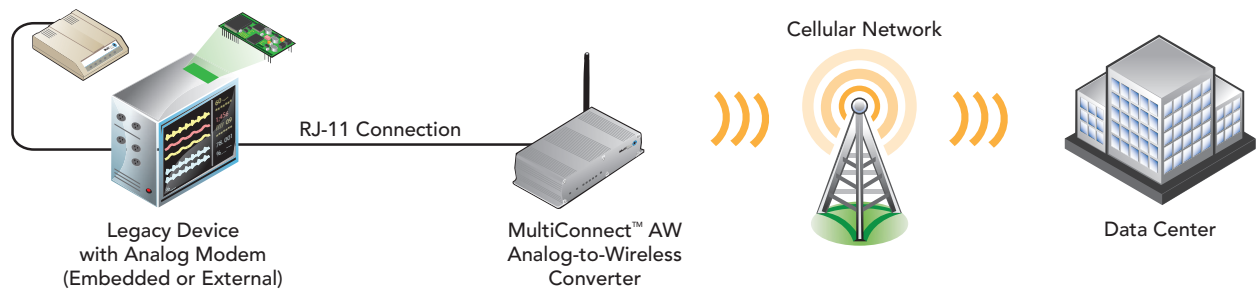 Cellular Network
RJ-11 Connection
Legacy Device
with Analog Modem
(Embedded or External)
MultiConnect™ AW
Analog-to-Wireless
Converter
Data Center